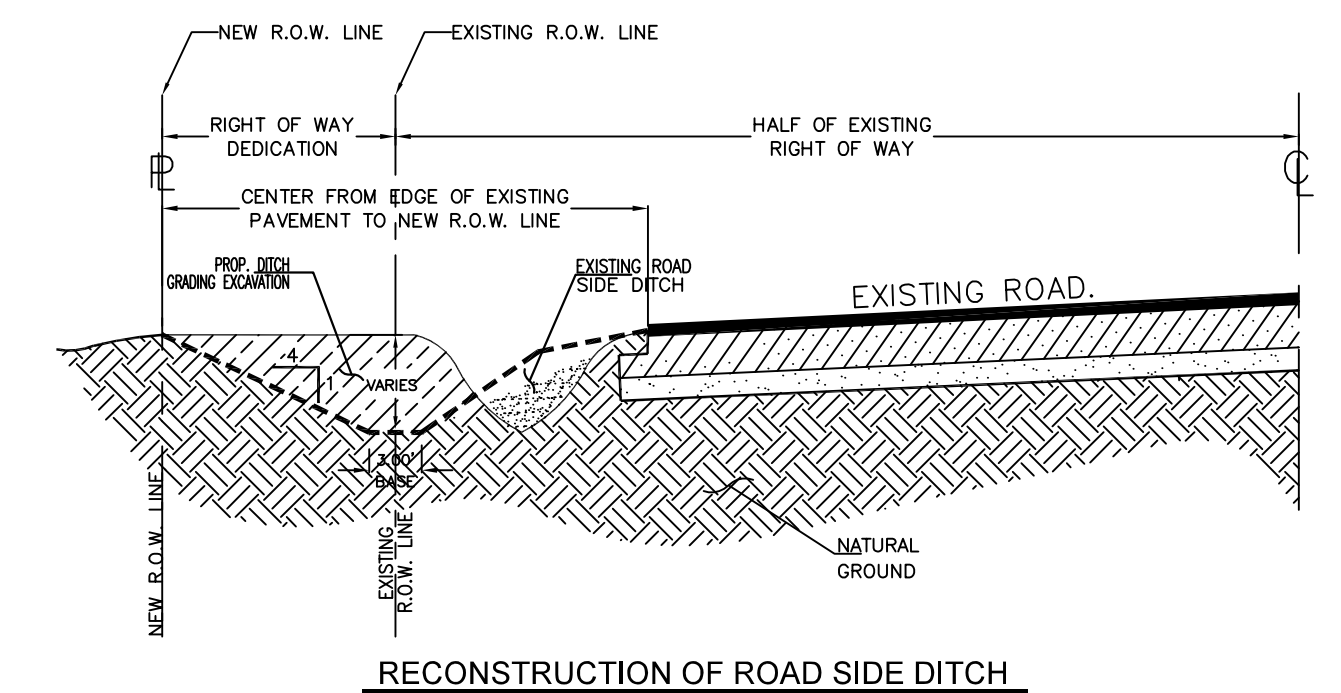 NEW R.O.W. LINE
EXISTING R.O.W. LINE
RIGHT OF WAY
DEDICATION
HALF OF EXISTING
RIGHT OF WAY
PL
CL
CENTER FROM EDGE OF EXISTING
PAVEMENT TO NEW R.O.W. LINE
PROP. DITCH
GRADING EXCAVATION
EXISTING ROAD
SIDE DITCH
EXISTING ROAD.
4
1
VARIES
3.00'
BASE
NEW R.O.W. LINE
EXISTING
R.O.W. LINE
NATURAL
GROUND
RECONSTRUCTION OF ROAD SIDE DITCH